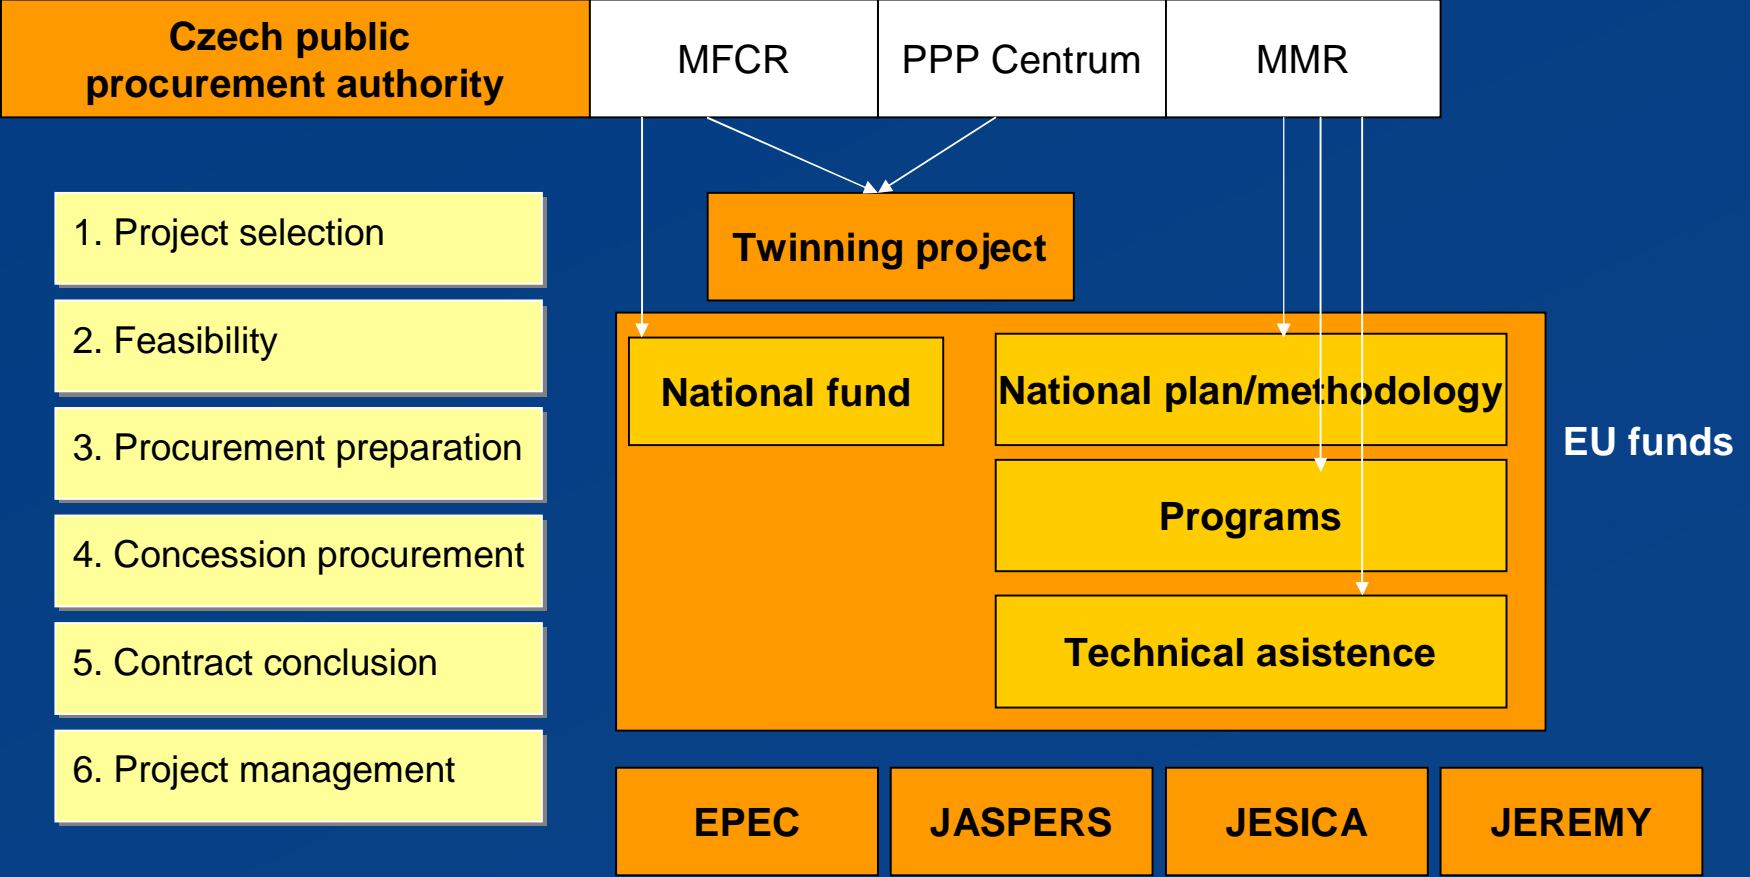 Czech public
procurement authority
MFCR
PPP Centrum
MMR
1. Project selection
2. Feasibility
3. Procurement preparation
4. Concession procurement
5. Contract conclusion
6. Project management
Twinning project
National fund
National plan/methodology
Programs
Technical asistence
EU funds
EPEC
JASPERS
JESICA
JEREMY